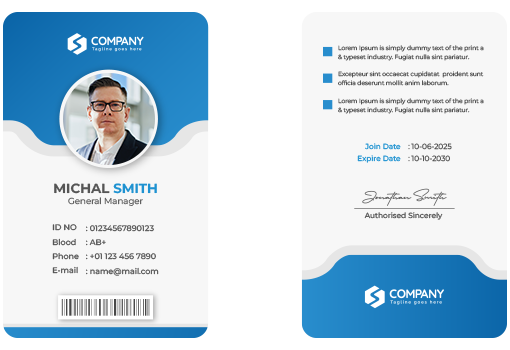 COMPANY
Tagline goes here
MICHAL SMITH
General Manager
ID NO : 01234567890123
Blood : AB+
Phone : +01 123 456 7890
E-mail : name@mail.com
Lorem Ipsum is simply dummy text of the print a
& typeset industry. Fugiat nulla sint pariatur.
Excepteur sint occaecat cupidatat proident sunt
officia deserunt mollit anim laborum.
Lorem Ipsum is simply dummy text of the print a
& typeset industry. Fugiat nulla sint pariatur.
Join Date : 10-06-2025
Expire Date : 10-10-2030
Jonathan Smith
Authorised Sincerely
COMPANY
Tagline goes here